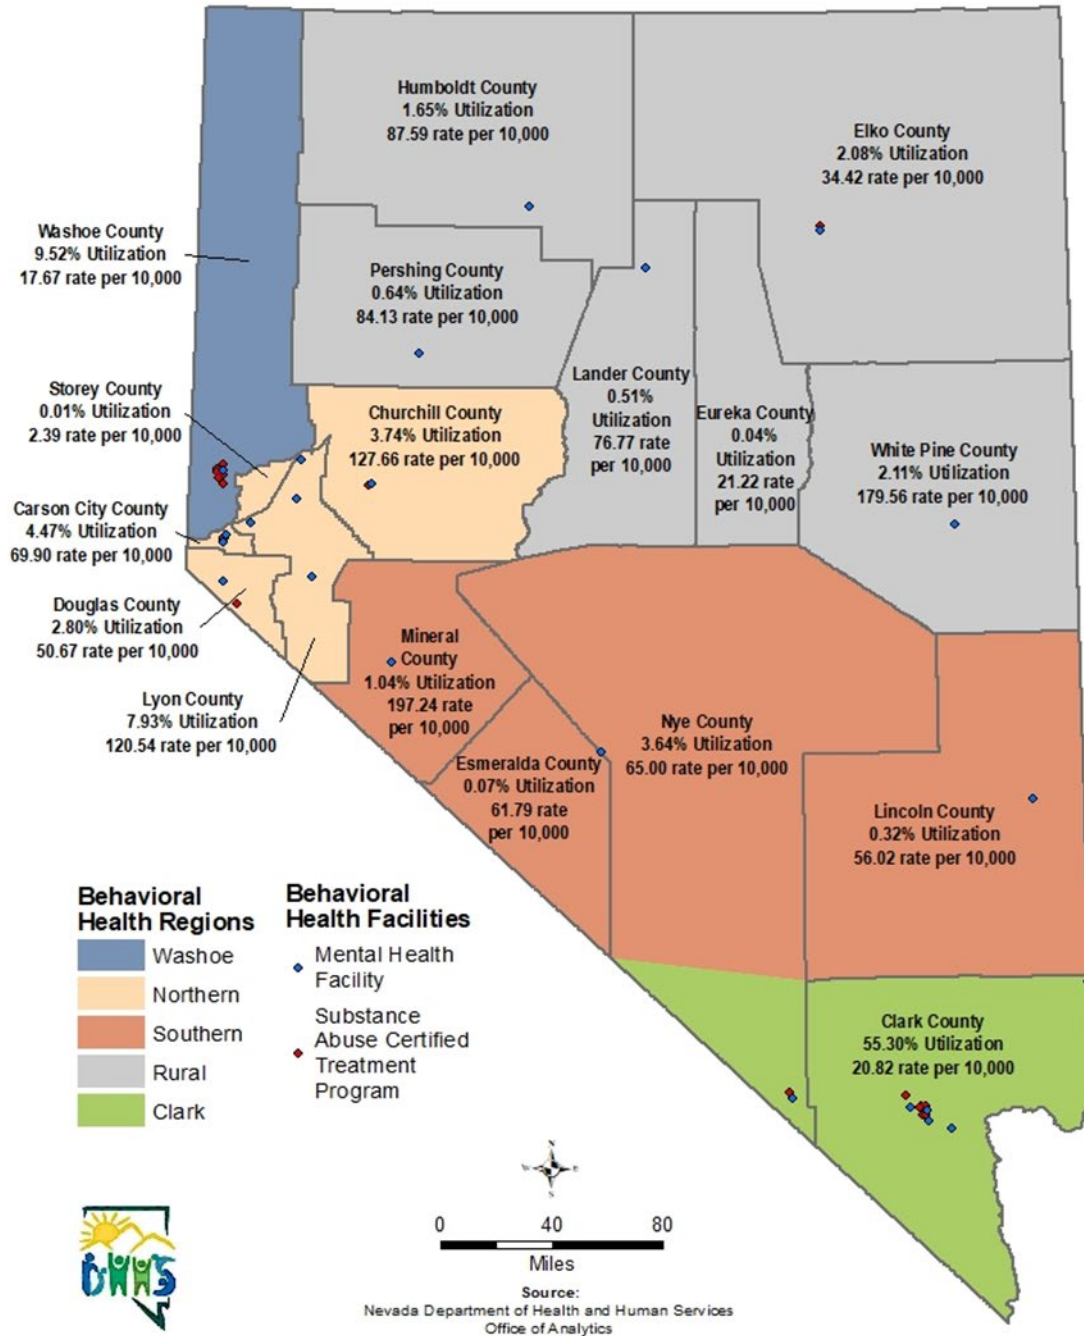 Humboldt County
1.65% Utilization
87.59 rate per 10,000
Elko County
2.08% Utilization
34.42 rate per 10,000
Washoe County
9.52% Utilization
17.67 rate per 10,000
Pershing County
0.64% Utilization
84.13 rate per 10,000
Storey County
0.01% Utilization
2.39 rate per 10,000
Churchill County
3.74% Utilization
127.66 rate per 10,000
Lander County
0.51%
Utilization
76.77 rate
per 10,000
Eureka County
0.04%
Utilization
21.22 rate
per 10,000
White Pine County
2.11% Utilization
179.56 rate per 10,000
Carson City County
4.47% Utilization
69.90 rate per 10,000
Douglas County
2.80% Utilization
50.67 rate per 10,000
Lyon County
7.93% Utilization
120.54 rate per 10,000
Mineral
County
1.04% Utilization
197.24 rate
per 10,000
Esmeralda County
0.07% Utilization
61.79 rate
per 10,000
Nye County
3.64% Utilization
65.00 rate per 10,000
Lincoln County
0.32% Utilization
56.02 rate per 10,000
Clark County
55.30% Utilization
20.82 rate per 10,000
Behavioral
Health Regions
Washoe
Northern
Southern
Rural
Clark
Behavioral
Health Facilities
Mental Health
Facility
Substance
Abuse Certified
Treatment
Program
N
W E
S
0 40 80
Miles
DHHS
Source:
Nevada Department of Health and Human Services
Office of Analytics